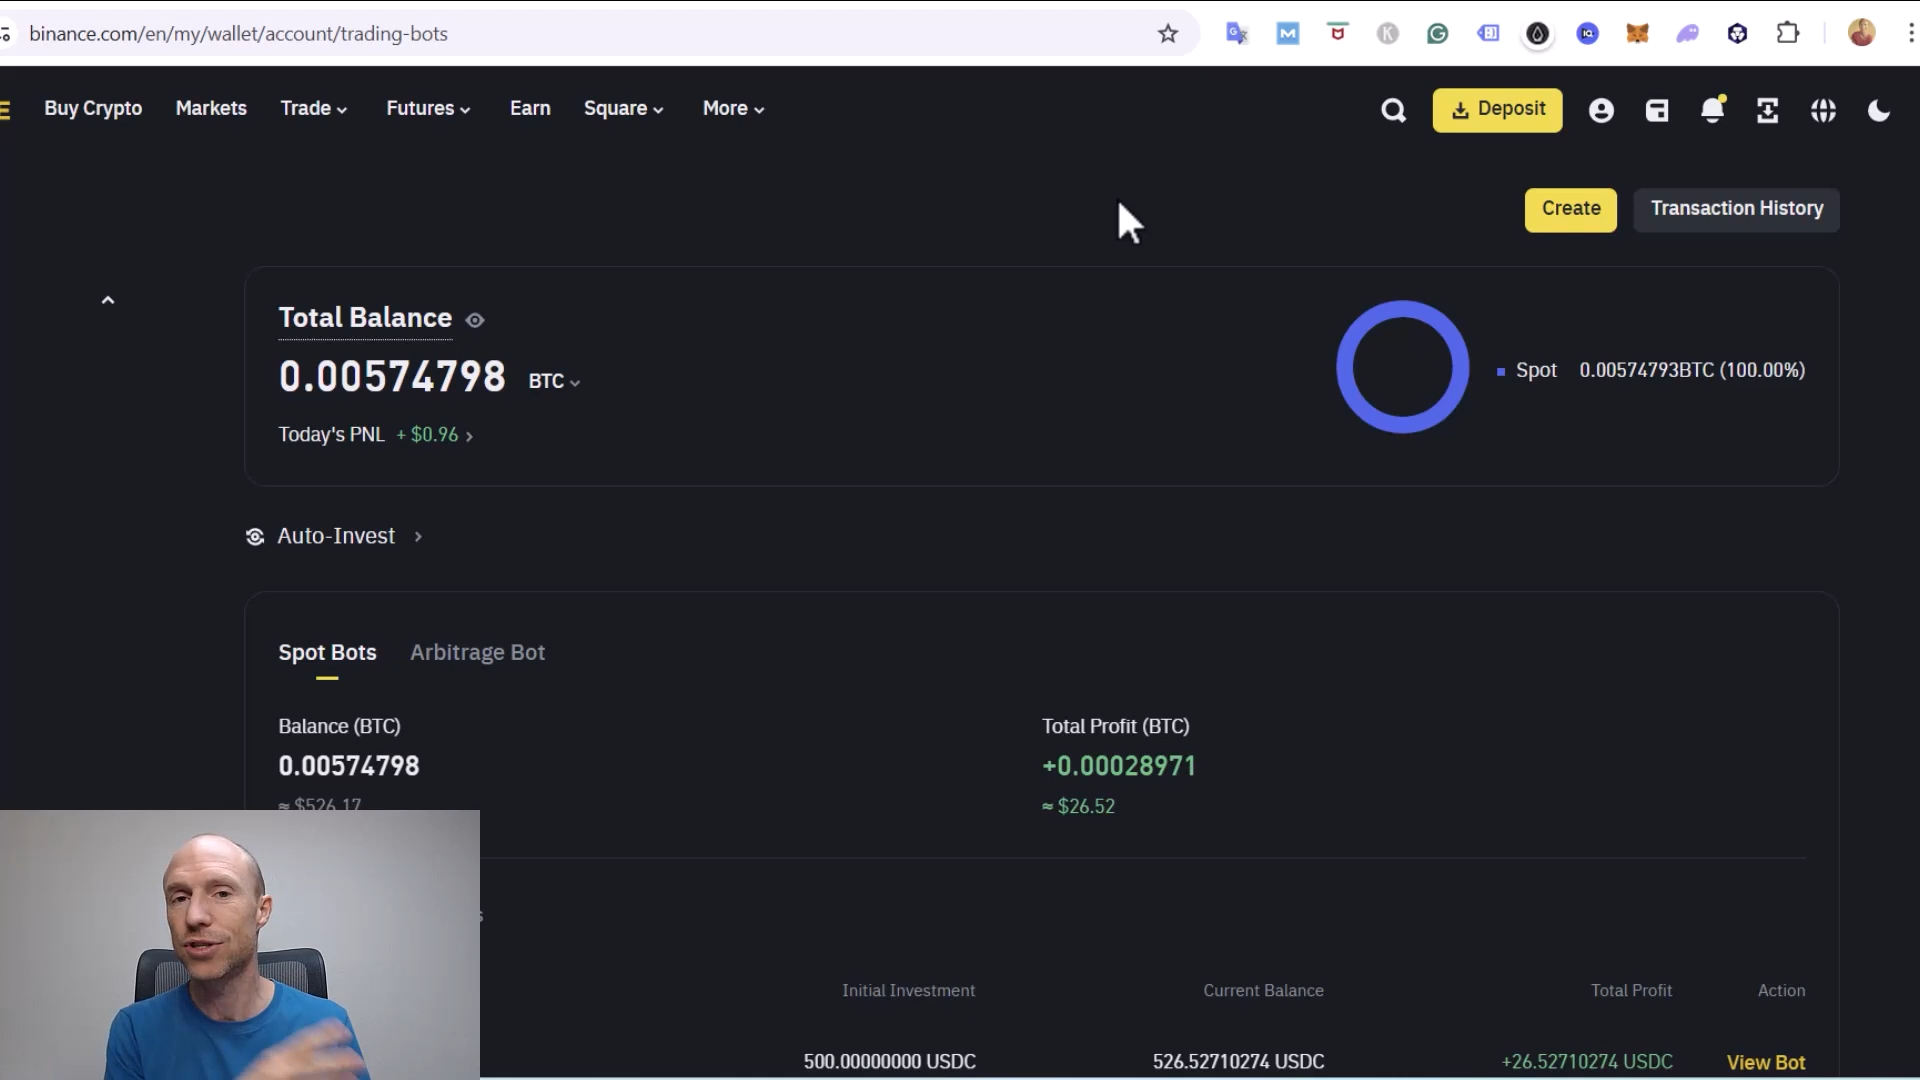 binance.com/en/my/wallet/account/trading-bots
Buy Crypto Markets Trade Futures Earn Square More Deposit
Create Transaction History
Total Balance
0.00574798 BTC
Today's PNL + $0.96
Spot 0.00574793BTC (100.00%)
Auto-Invest
Spot Bots Arbitrage Bot
Balance (BTC) Total Profit (BTC)
0.00574798 +0.00028971
≈ $526.17 ≈ $26.52
Initial Investment Current Balance Total Profit Action
500.00000000 USDC 526.52710274 USDC +26.52710274 USDC View Bot